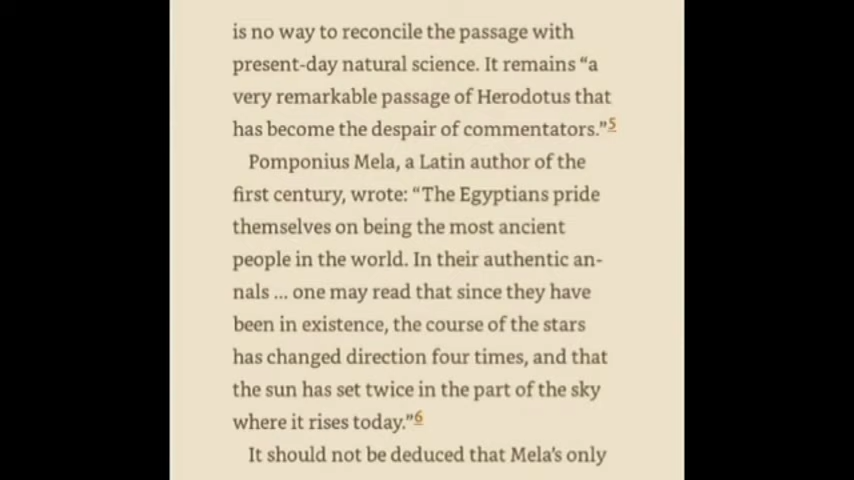 is no way to reconcile the passage with
present-day natural science. It remains “a
very remarkable passage of Herodotus that
has become the despair of commentators.”5
Pomponius Mela, a Latin author of the
first century, wrote: “The Egyptians pride
themselves on being the most ancient
people in the world. In their authentic an-
nals ... one may read that since they have
been in existence, the course of the stars
has changed direction four times, and that
the sun has set twice in the part of the sky
where it rises today.”6
It should not be deduced that Mela’s only